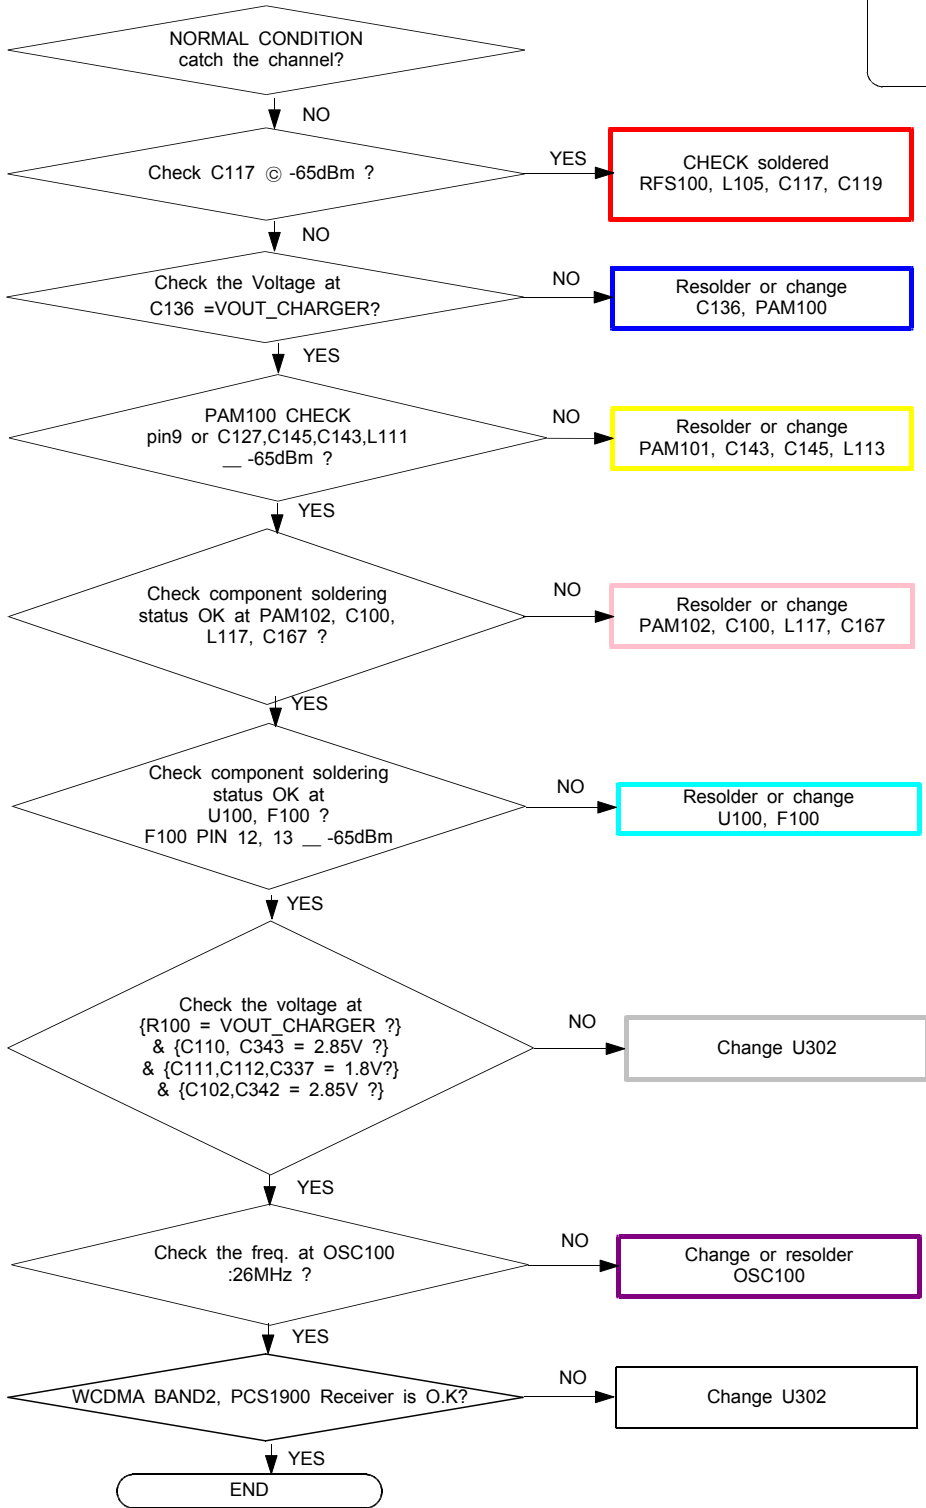 NORMAL CONDITION
catch the channel?
NO
Check C117 © -65dBm ?
YES
CHECK soldered
RFS100, L105, C117, C119
NO
Check the Voltage at
C136 =VOUT_CHARGER?
NO
Resolder or change
C136, PAM100
YES
PAM100 CHECK
pin9 or C127,C145,C143,L111
__ -65dBm ?
NO
Resolder or change
PAM101, C143, C145, L113
YES
Check component soldering
status OK at PAM102, C100,
L117, C167 ?
NO
Resolder or change
PAM102, C100, L117, C167
YES
Check component soldering
status OK at
U100, F100 ?
F100 PIN 12, 13 __ -65dBm
NO
Resolder or change
U100, F100
YES
Check the voltage at
{R100 = VOUT_CHARGER ?}
& {C110, C343 = 2.85V ?}
& {C111,C112,C337 = 1.8V?}
& {C102,C342 = 2.85V ?}
NO
Change U302
YES
Check the freq. at OSC100
:26MHz ?
NO
Change or resolder
OSC100
YES
WCDMA BAND2, PCS1900 Receiver is O.K?
NO
Change U302
YES
END